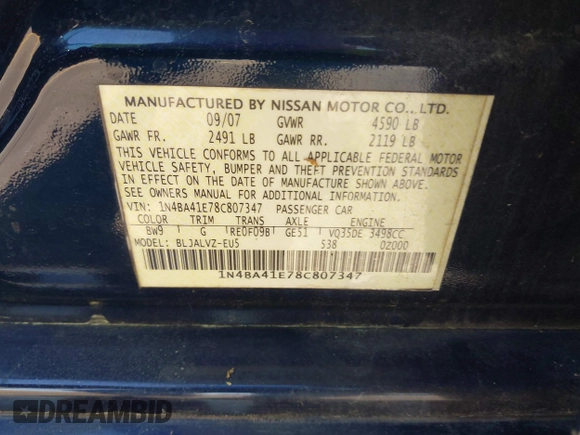 MANUFACTURED BY NISSAN MOTOR CO., LTD.
DATE 09/07 GVWR 4590 LB
GAWR FR. 2491 LB GAWR RR. 2119 LB
THIS VEHICLE CONFORMS TO ALL APPLICABLE FEDERAL MOTOR
VEHICLE SAFETY, BUMPER AND THEFT PREVENTION STANDARDS
IN EFFECT ON THE DATE OF MANUFACTURE SHOWN ABOVE.
SEE OWNERS MANUAL FOR ADDITIONAL INFORMATION.
VIN: 1N4BA41E78C807347 PASSENGER CAR
COLOR TRIM TRANS AXLE ENGINE
BW9 G RE0F09B GE51 VQ35DE 3498CC
MODEL: BLJALVZ-EU5 538 0Z000
1N4BA41E78C807347
DREAMBID